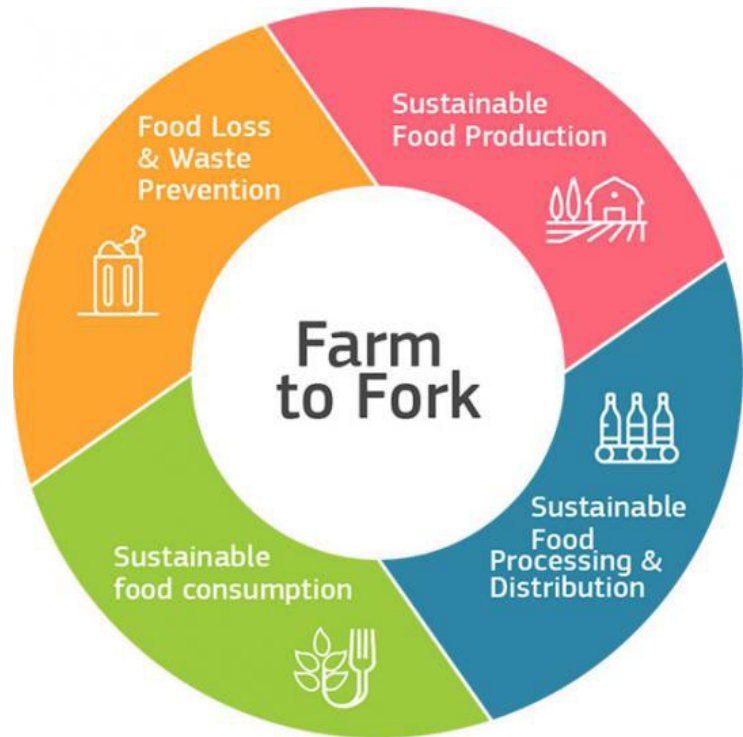 Farm
to Fork
Sustainable
Food Production
Sustainable
Food
Processing &
Distribution
Sustainable
food consumption
Food Loss
& Waste
Prevention